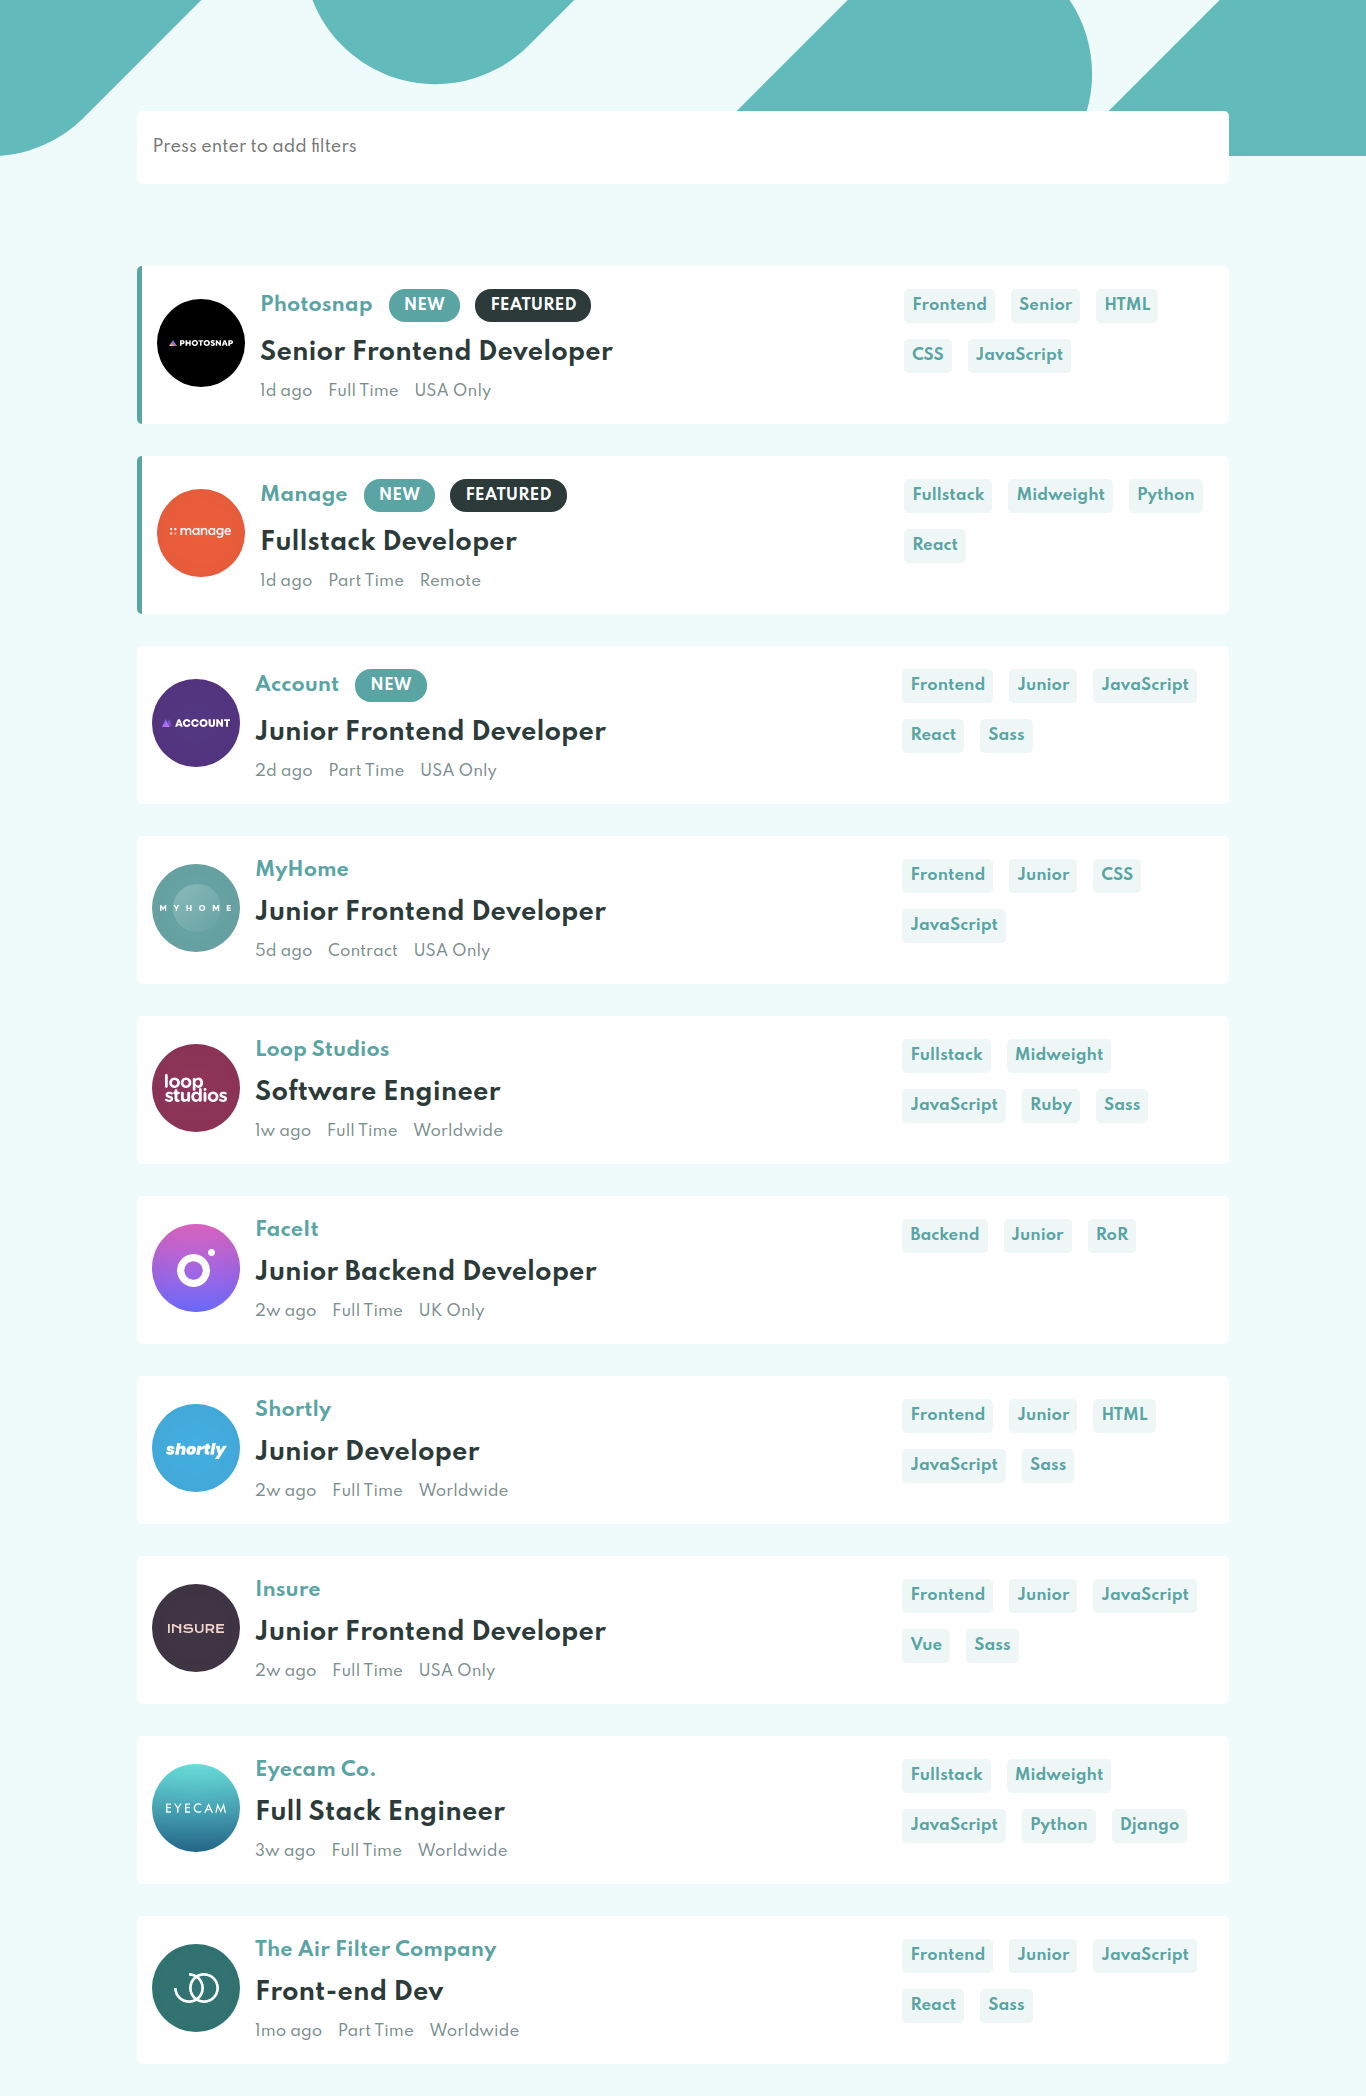 Press enter to add filters
PHOTOSNAP
Photosnap NEW FEATURED
Senior Frontend Developer
1d ago Full Time USA Only
Frontend Senior HTML
CSS JavaScript
manage
Manage NEW FEATURED
Fullstack Developer
1d ago Part Time Remote
Fullstack Midweight Python
React
ACCOUNT
Account NEW
Junior Frontend Developer
2d ago Part Time USA Only
Frontend Junior JavaScript
React Sass
MYHOME
MyHome
Junior Frontend Developer
5d ago Contract USA Only
Frontend Junior CSS
JavaScript
loop
studios
Loop Studios
Software Engineer
1w ago Full Time Worldwide
Fullstack Midweight
JavaScript Ruby Sass
FaceIt
Junior Backend Developer
2w ago Full Time UK Only
Backend Junior RoR
shortly
Shortly
Junior Developer
2w ago Full Time Worldwide
Frontend Junior HTML
JavaScript Sass
INSURE
Insure
Junior Frontend Developer
2w ago Full Time USA Only
Frontend Junior JavaScript
Vue Sass
EYECAM
Eyecam Co.
Full Stack Engineer
3w ago Full Time Worldwide
Fullstack Midweight
JavaScript Python Django
The Air Filter Company
Front-end Dev
1mo ago Part Time Worldwide
Frontend Junior JavaScript
React Sass